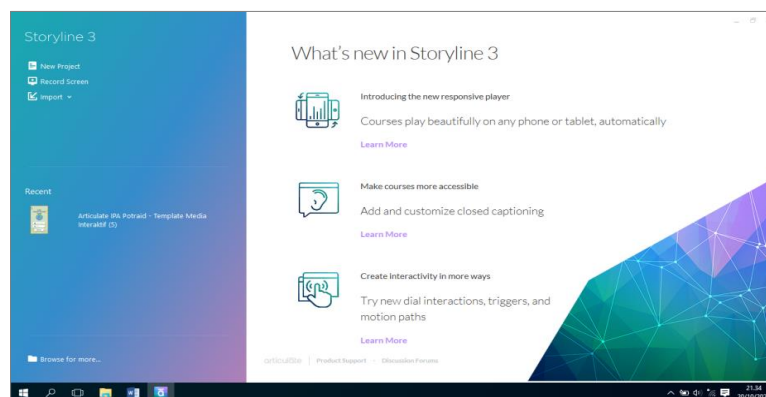 Storyline 3
New Project
Record Screen
Import
Recent
Articulate IPA Potraid - Template Media
Interaktif (5)
Browse for more...
What's new in Storyline 3
Introducing the new responsive player
Courses play beautifully on any phone or tablet, automatically
Learn More
Make courses more accessible
Add and customize closed captioning
Learn More
Create interactivity in more ways
Try new dial interactions, triggers, and
motion paths
Learn More
articulate | Product Support - Discussion Forums
21.34